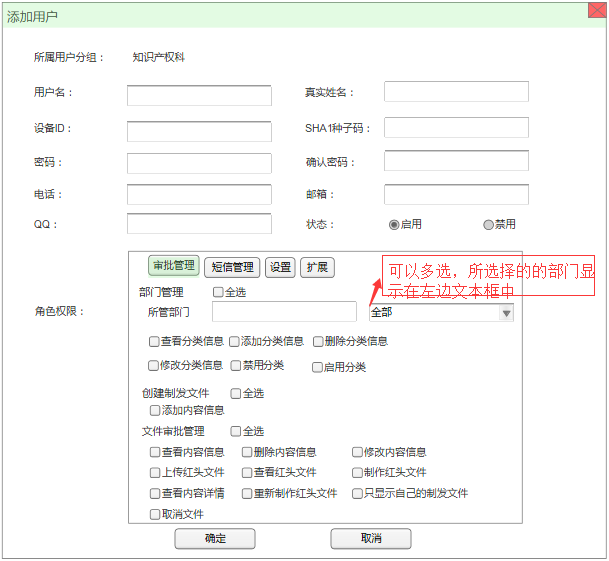 添加用户
所属用户分组： 知识产权科
用户名： 真实姓名：
设备ID： SHA1种子码：
密码： 确认密码：
电话： 邮箱：
QQ： 状态： 启用 禁用
审批管理 短信管理 设置 扩展
可以多选，所选择的的部门显
示在左边文本框中
部门管理 全选
角色权限： 所管部门 全部
查看分类信息 添加分类信息 删除分类信息
修改分类信息 禁用分类 启用分类
创建制发文件 全选
添加内容信息
文件审批管理 全选
查看内容信息 删除内容信息 修改内容信息
上传红头文件 查看红头文件 制作红头文件
查看内容详情 重新制作红头文件 只显示自己的制发文件
取消文件
确定 取消